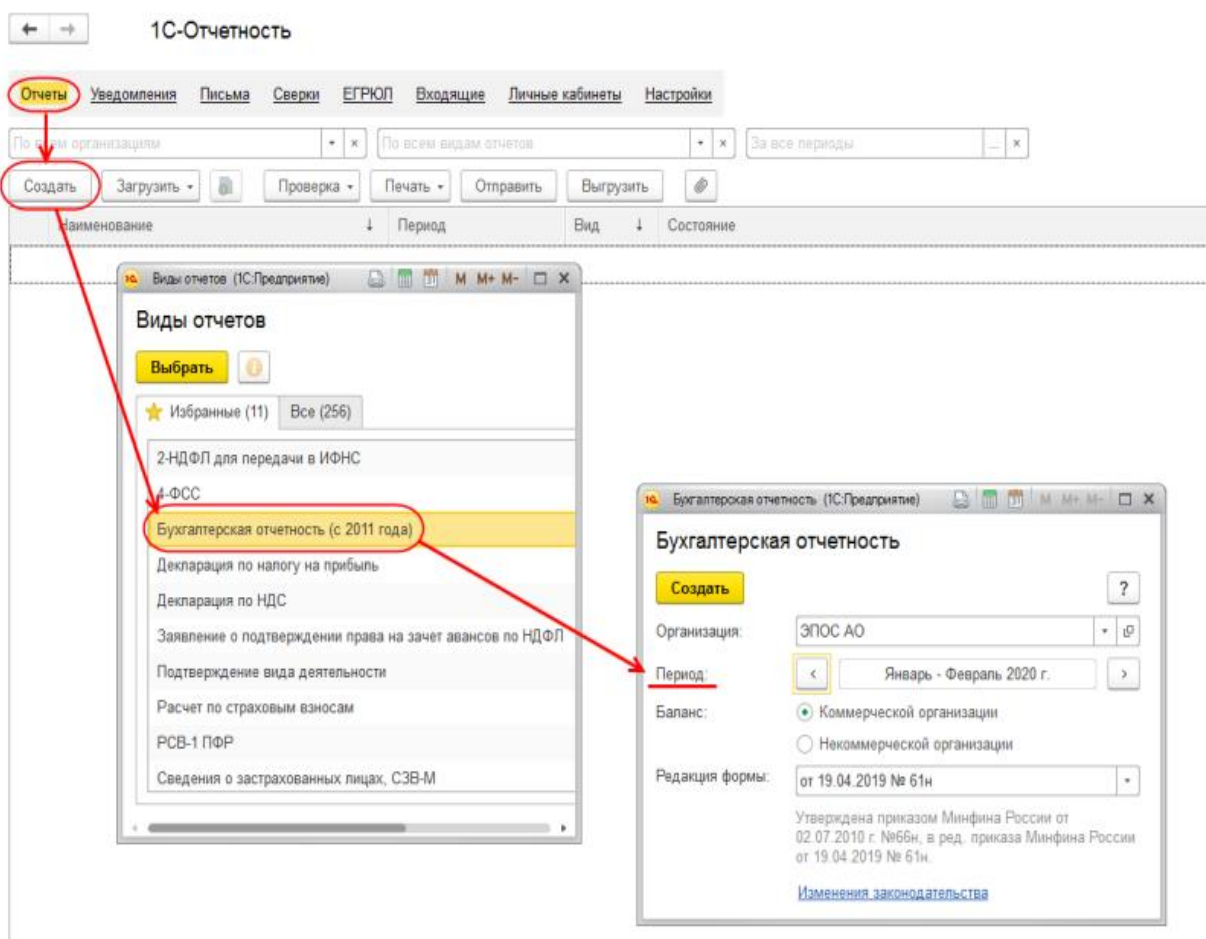 1С-Отчетность
Отчеты Уведомления Письма Сверки ЕГРЮЛ Входящие Личные кабинеты Настройки
По всем организациям По всем видам отчетов За все периоды
Создать Загрузить Проверка Печать Отправить Выгрузить
Наименование Период Вид Состояние
Виды отчетов (1С:Предприятие) M M+ M-
Виды отчетов
Выбрать
Избранные (11) Все (256)
2-НДФЛ для передачи в ИФНС
4-ФСС
Бухгалтерская отчетность (с 2011 года)
Декларация по налогу на прибыль
Декларация по НДС
Заявление о подтверждении права на зачет авансов по НДФЛ
Подтверждение вида деятельности
Расчет по страховым взносам
РСВ-1 ПФР
Сведения о застрахованных лицах, СЗВ-М
Бухгалтерская отчетность (1С:Предприятие) M M+ M-
Бухгалтерская отчетность
Создать ?
Организация: ЭПОС АО
Период: Январь - Февраль 2020 г.
Баланс: Коммерческой организации
Некоммерческой организации
Редакция формы: от 19.04.2019 № 61н
Утверждена приказом Минфина России от
02.07.2010 г. №66н, в ред. приказа Минфина России
от 19.04.2019 № 61н.
Изменения законодательства